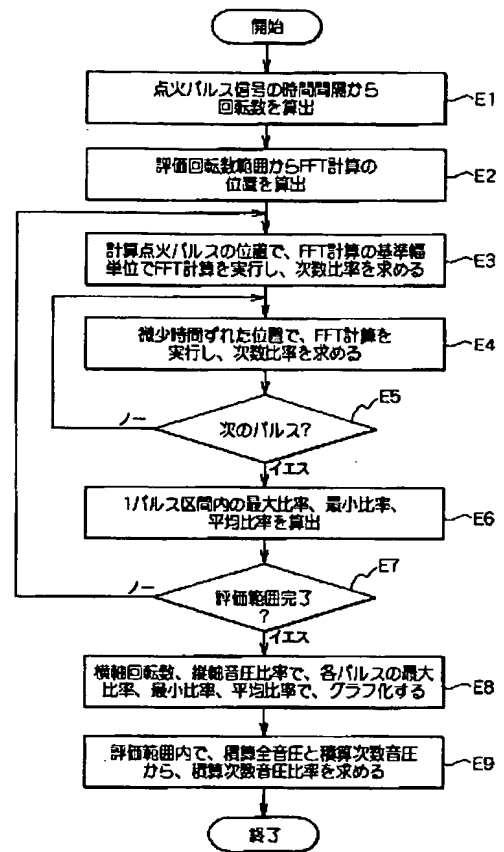 開始
点火パルス信号の時間間隔から
回転数を算出
E1
評価回転数範囲からFFT計算の
位置を算出
E2
計算点火パルスの位置で、FFT計算の基準幅
単位でFFT計算を実行し、次数比率を求める
E3
微少時間ずれた位置で、FFT計算を
実行し、次数比率を求める
E4
次のパルス?
E5
ノー
イエス
1パルス区間内の最大比率、最小比率、
平均比率を算出
E6
評価範囲完了
?
E7
ノー
イエス
横軸回転数、縦軸音圧比率で、各パルスの最大
比率、最小比率、平均比率で、グラフ化する
E8
評価範囲内で、積算全音圧と積算次数音圧
から、積算次数音圧比率を求める
E9
終了